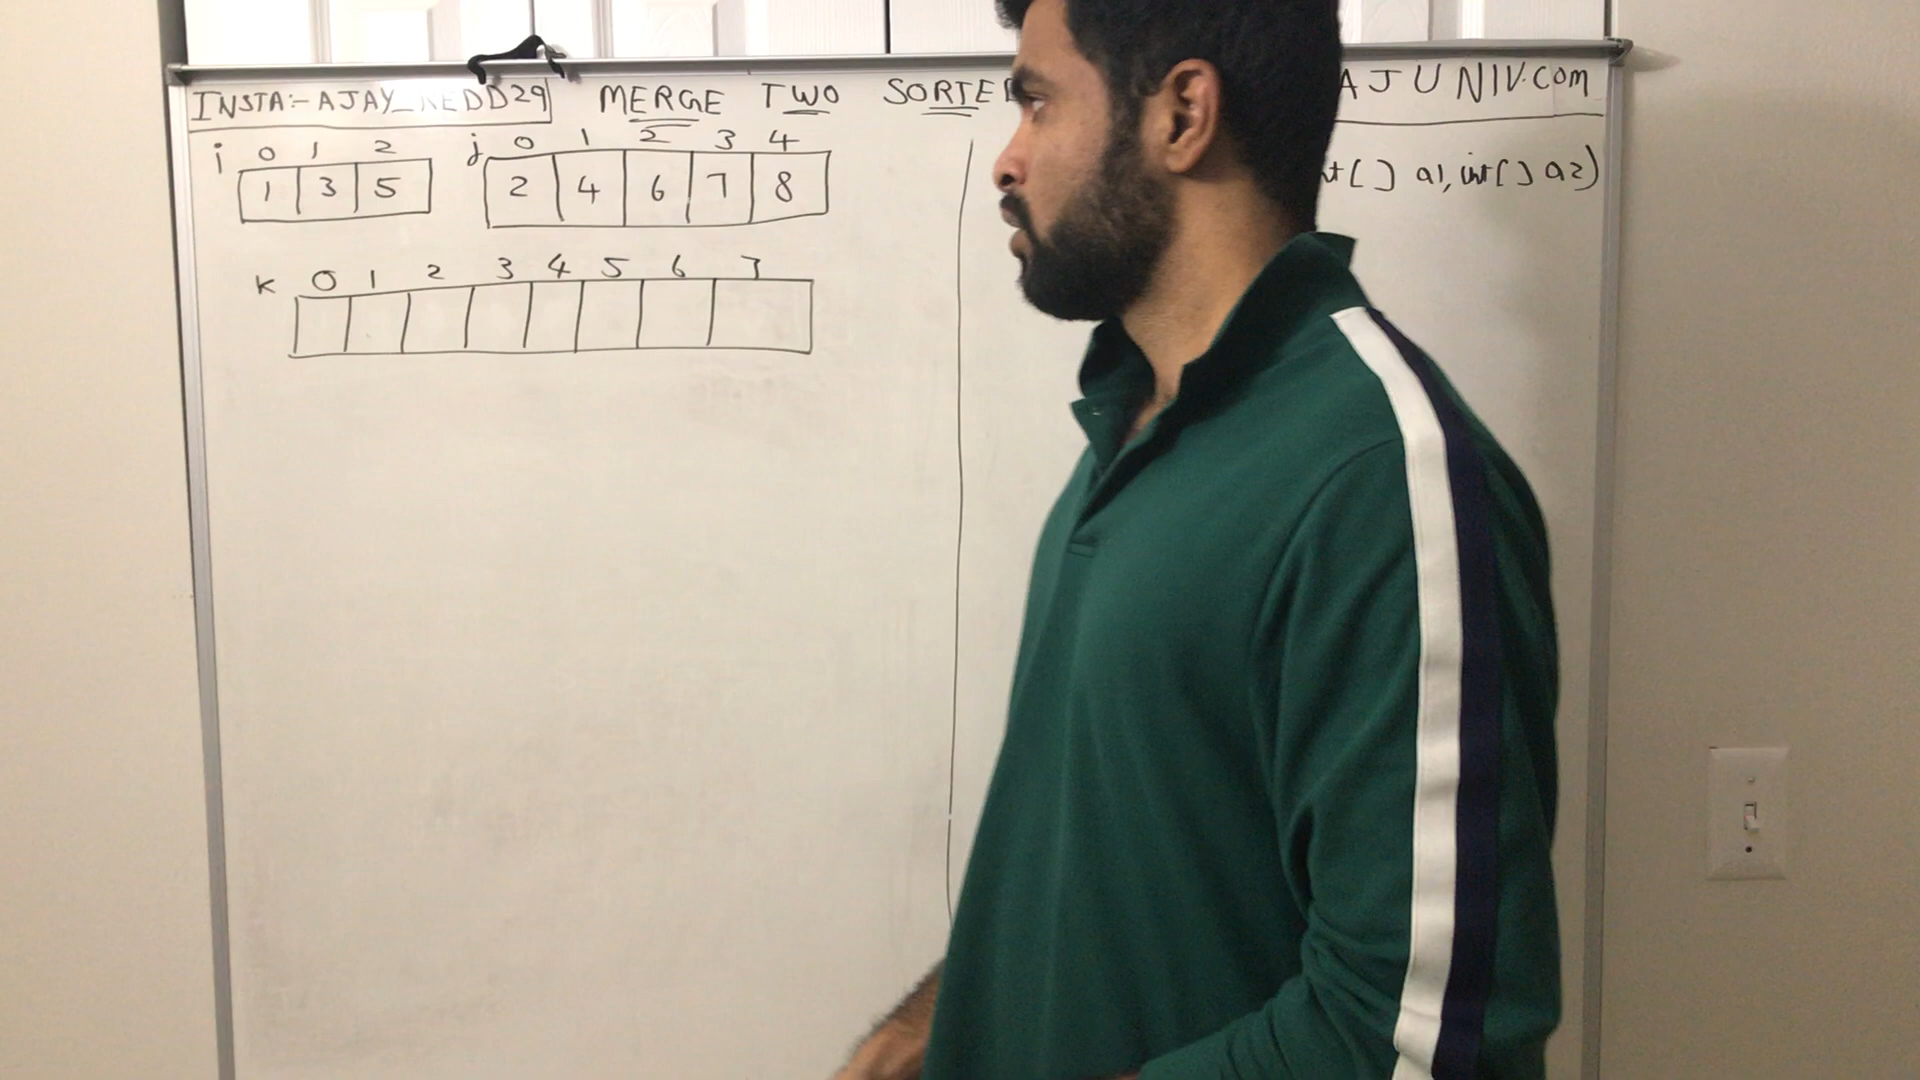 INSTA:- AJAY_REDD29 MERGE TWO SORTE AJUNIV.COM
i 0 1 2 j 0 1 2 3 4
1 3 5 2 4 6 7 8
int[] a1, int[] a2)
k 0 1 2 3 4 5 6 7